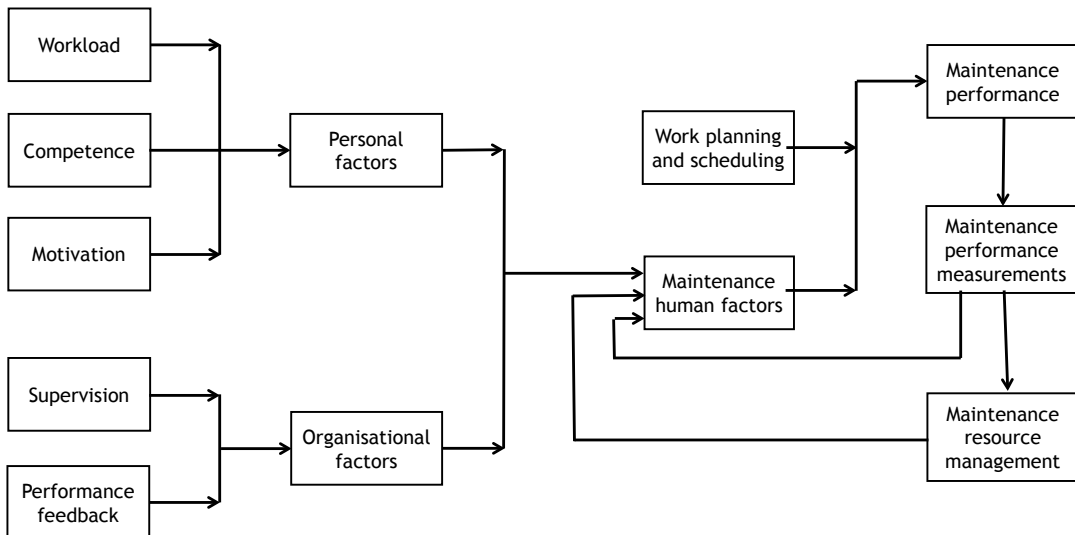 Workload
Competence
Motivation
Supervision
Performance
feedback
Personal
factors
Organisational
factors
Work planning
and scheduling
Maintenance
human factors
Maintenance
performance
Maintenance
performance
measurements
Maintenance
resource
management